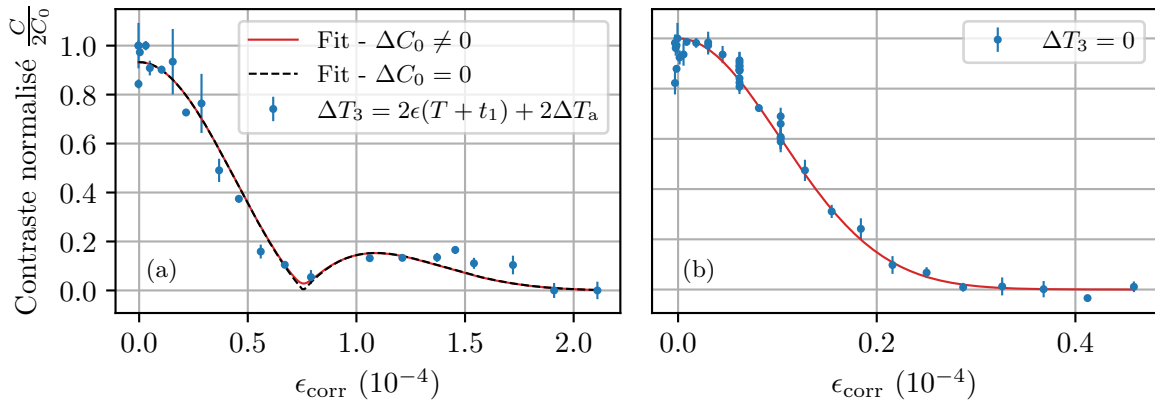 Contraste normalisé C/2C₀
1.0
0.8
0.6
0.4
0.2
0.0
Fit - ΔC₀ ≠ 0
Fit - ΔC₀ = 0
ΔT₃ = 2ϵ(T + t₁) + 2ΔTₐ
(a)
0.0 0.5 1.0 1.5 2.0
ϵcorr (10⁻⁴)
ΔT₃ = 0
(b)
0.0 0.2 0.4
ϵcorr (10⁻⁴)